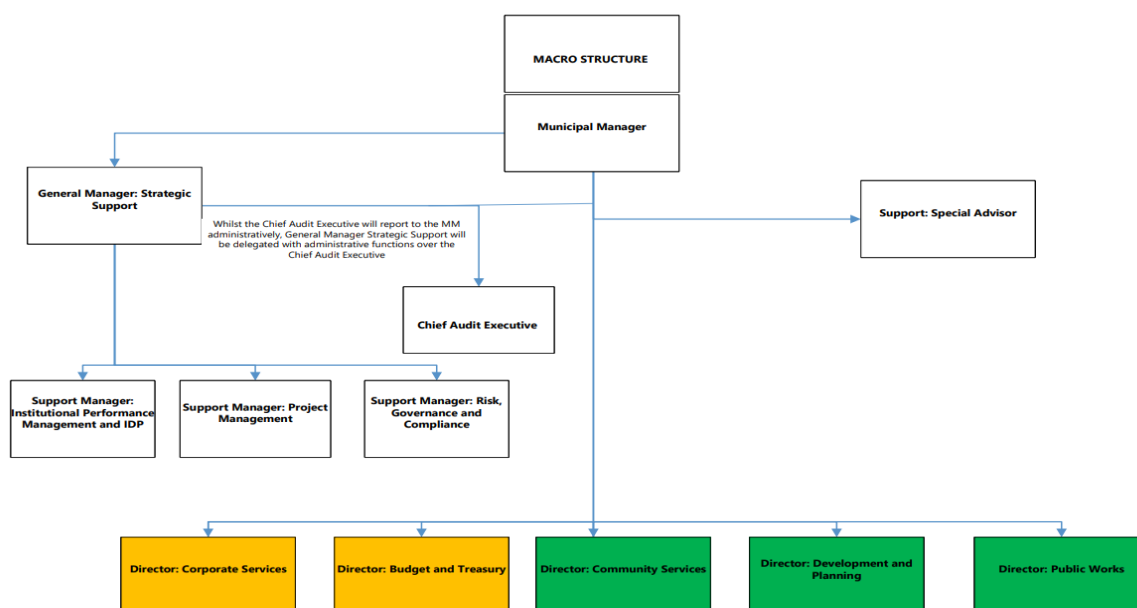 MACRO STRUCTURE
Municipal Manager
General Manager: Strategic
Support
Support: Special Advisor
Whilst the Chief Audit Executive will report to the MM
administratively, General Manager Strategic Support will
be delegated with administrative functions over the
Chief Audit Executive
Chief Audit Executive
Support Manager:
Institutional Performance
Management and IDP
Support Manager: Project
Management
Support Manager: Risk,
Governance and
Compliance
Director: Corporate Services
Director: Budget and Treasury
Director: Community Services
Director: Development and
Planning
Director: Public Works